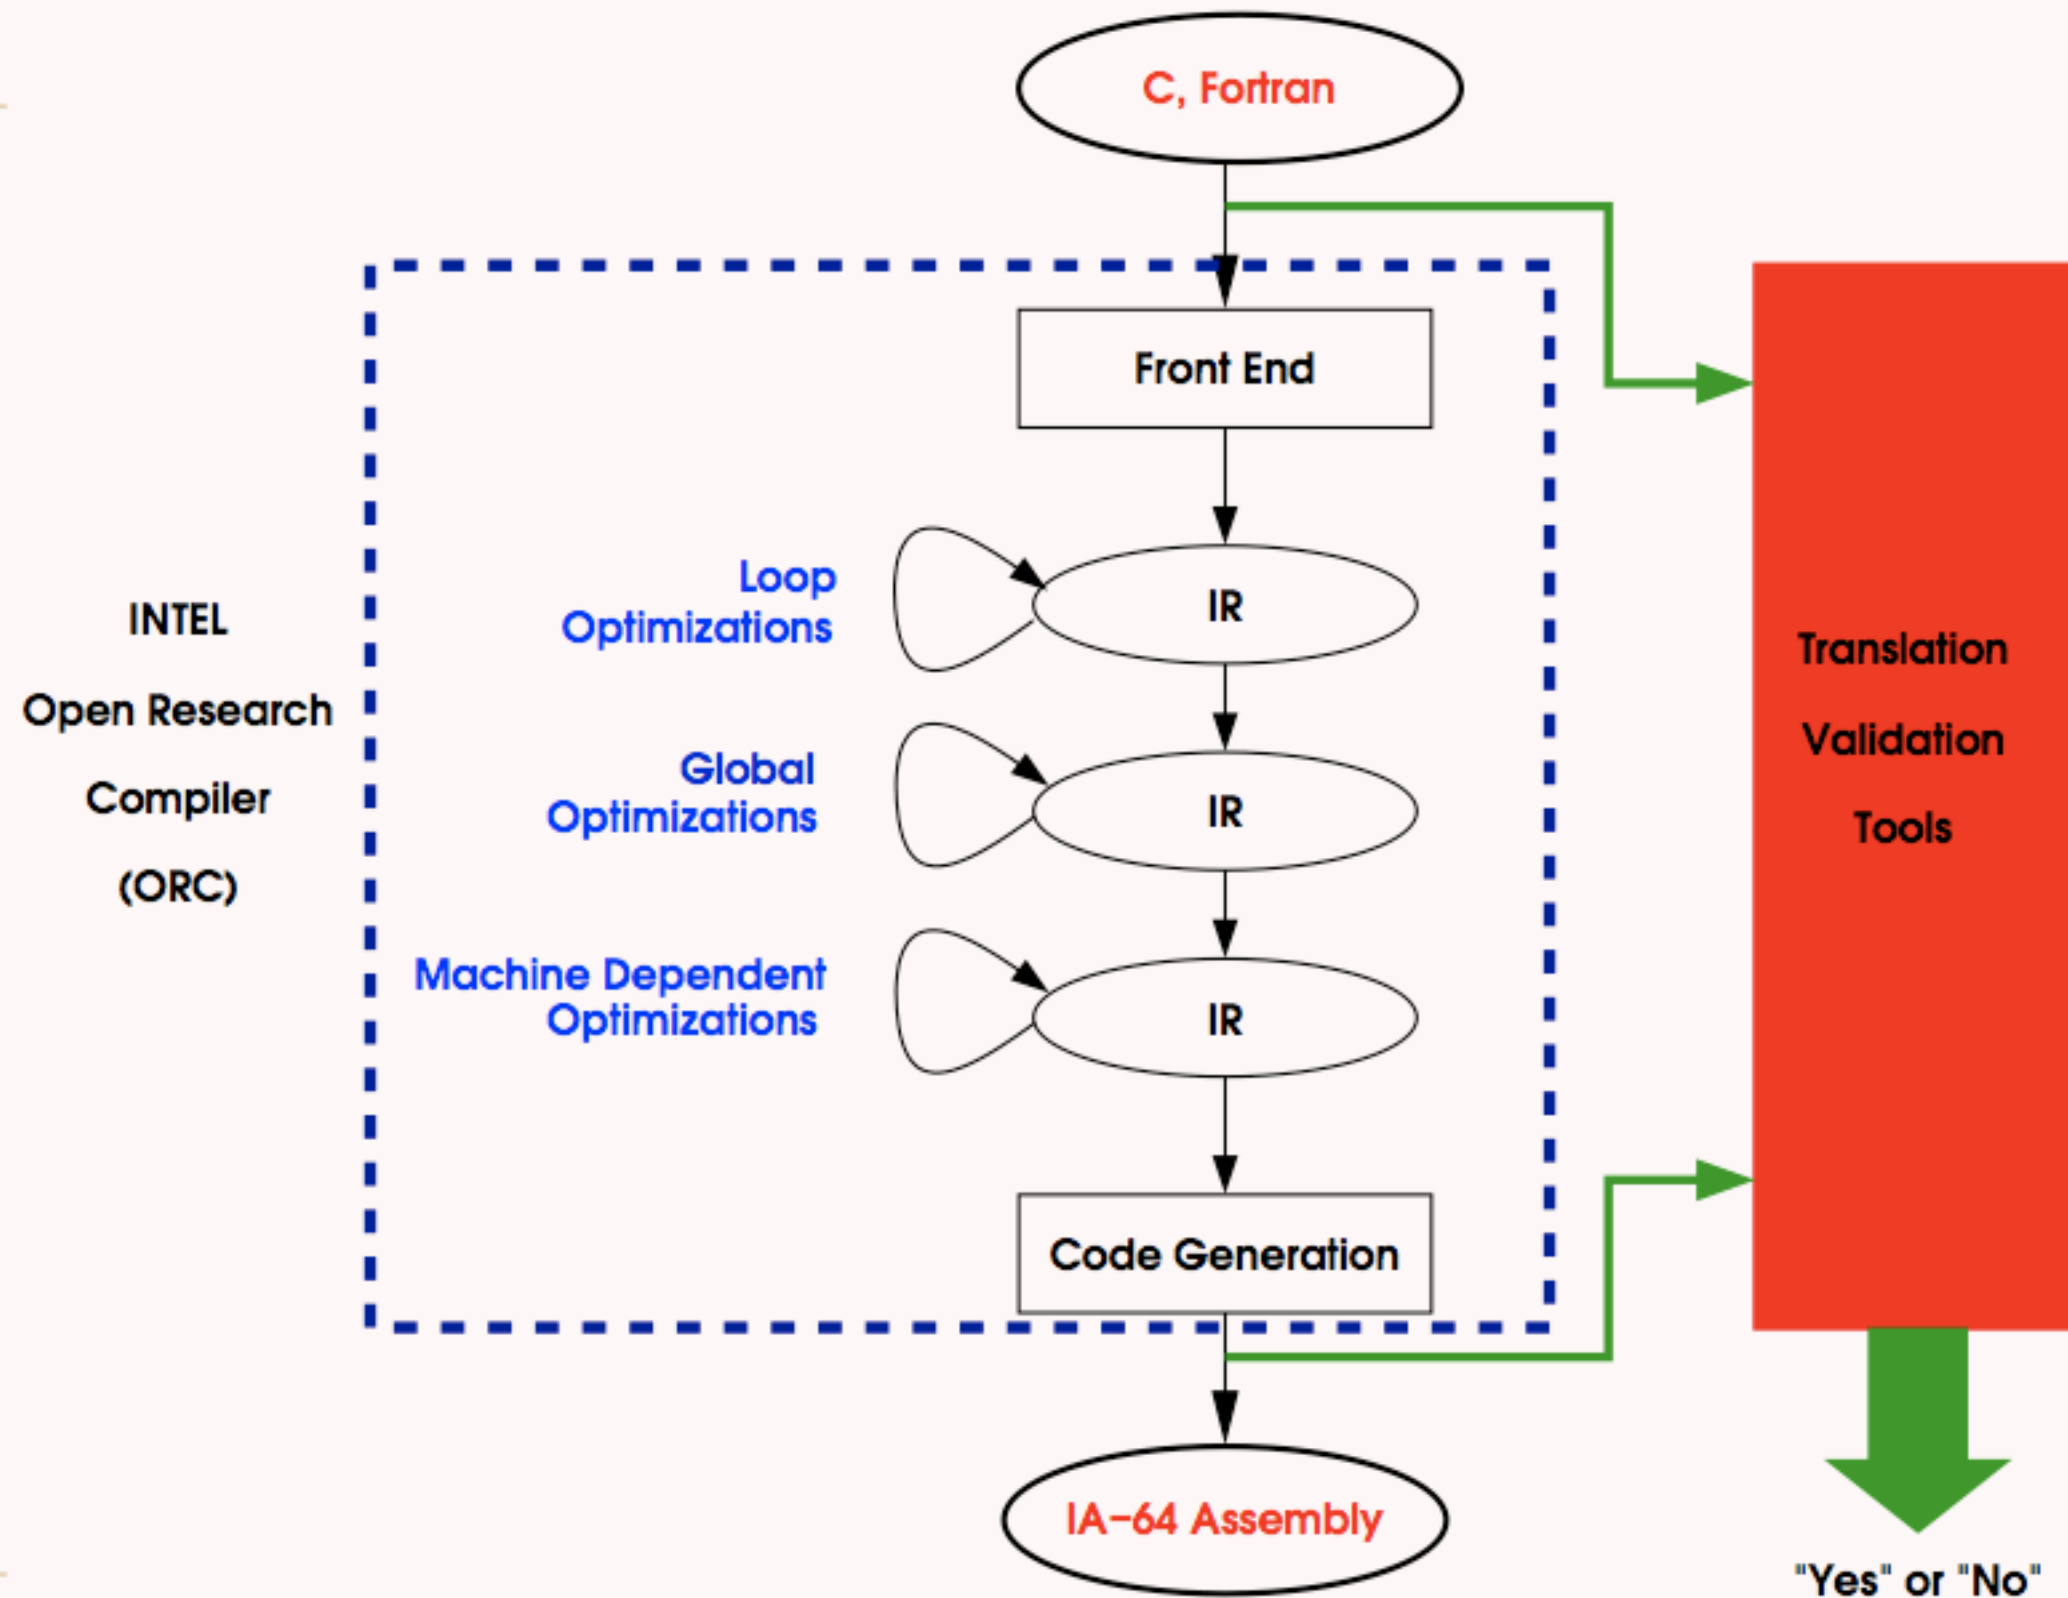 C, Fortran
Front End
INTEL
Open Research
Compiler
(ORC)
Loop
Optimizations
IR
Global
Optimizations
IR
Machine Dependent
Optimizations
IR
Code Generation
IA-64 Assembly
Translation
Validation
Tools
"Yes" or "No"